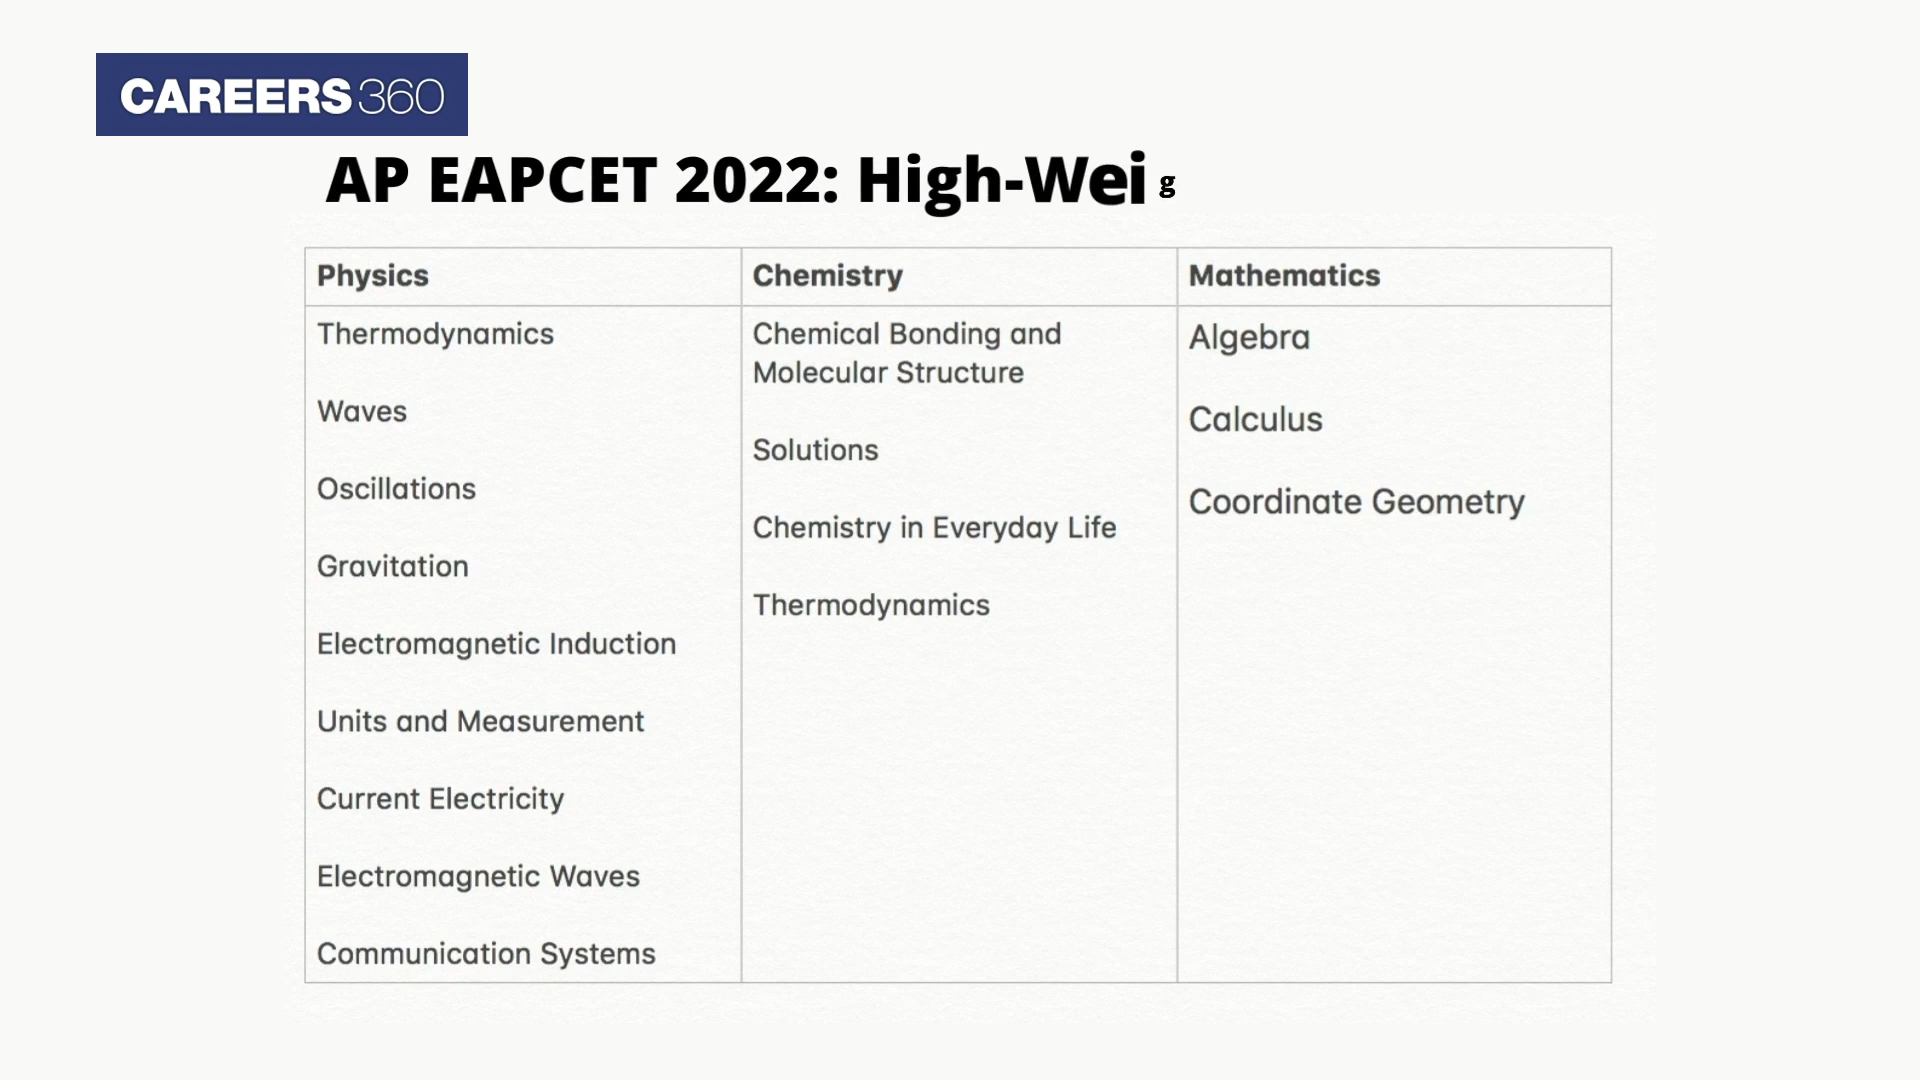 CAREERS360
AP EAPCET 2022: High-Weig
Physics
Chemistry
Mathematics
Thermodynamics
Waves
Oscillations
Gravitation
Electromagnetic Induction
Units and Measurement
Current Electricity
Electromagnetic Waves
Communication Systems
Chemical Bonding and
Molecular Structure
Solutions
Chemistry in Everyday Life
Thermodynamics
Algebra
Calculus
Coordinate Geometry